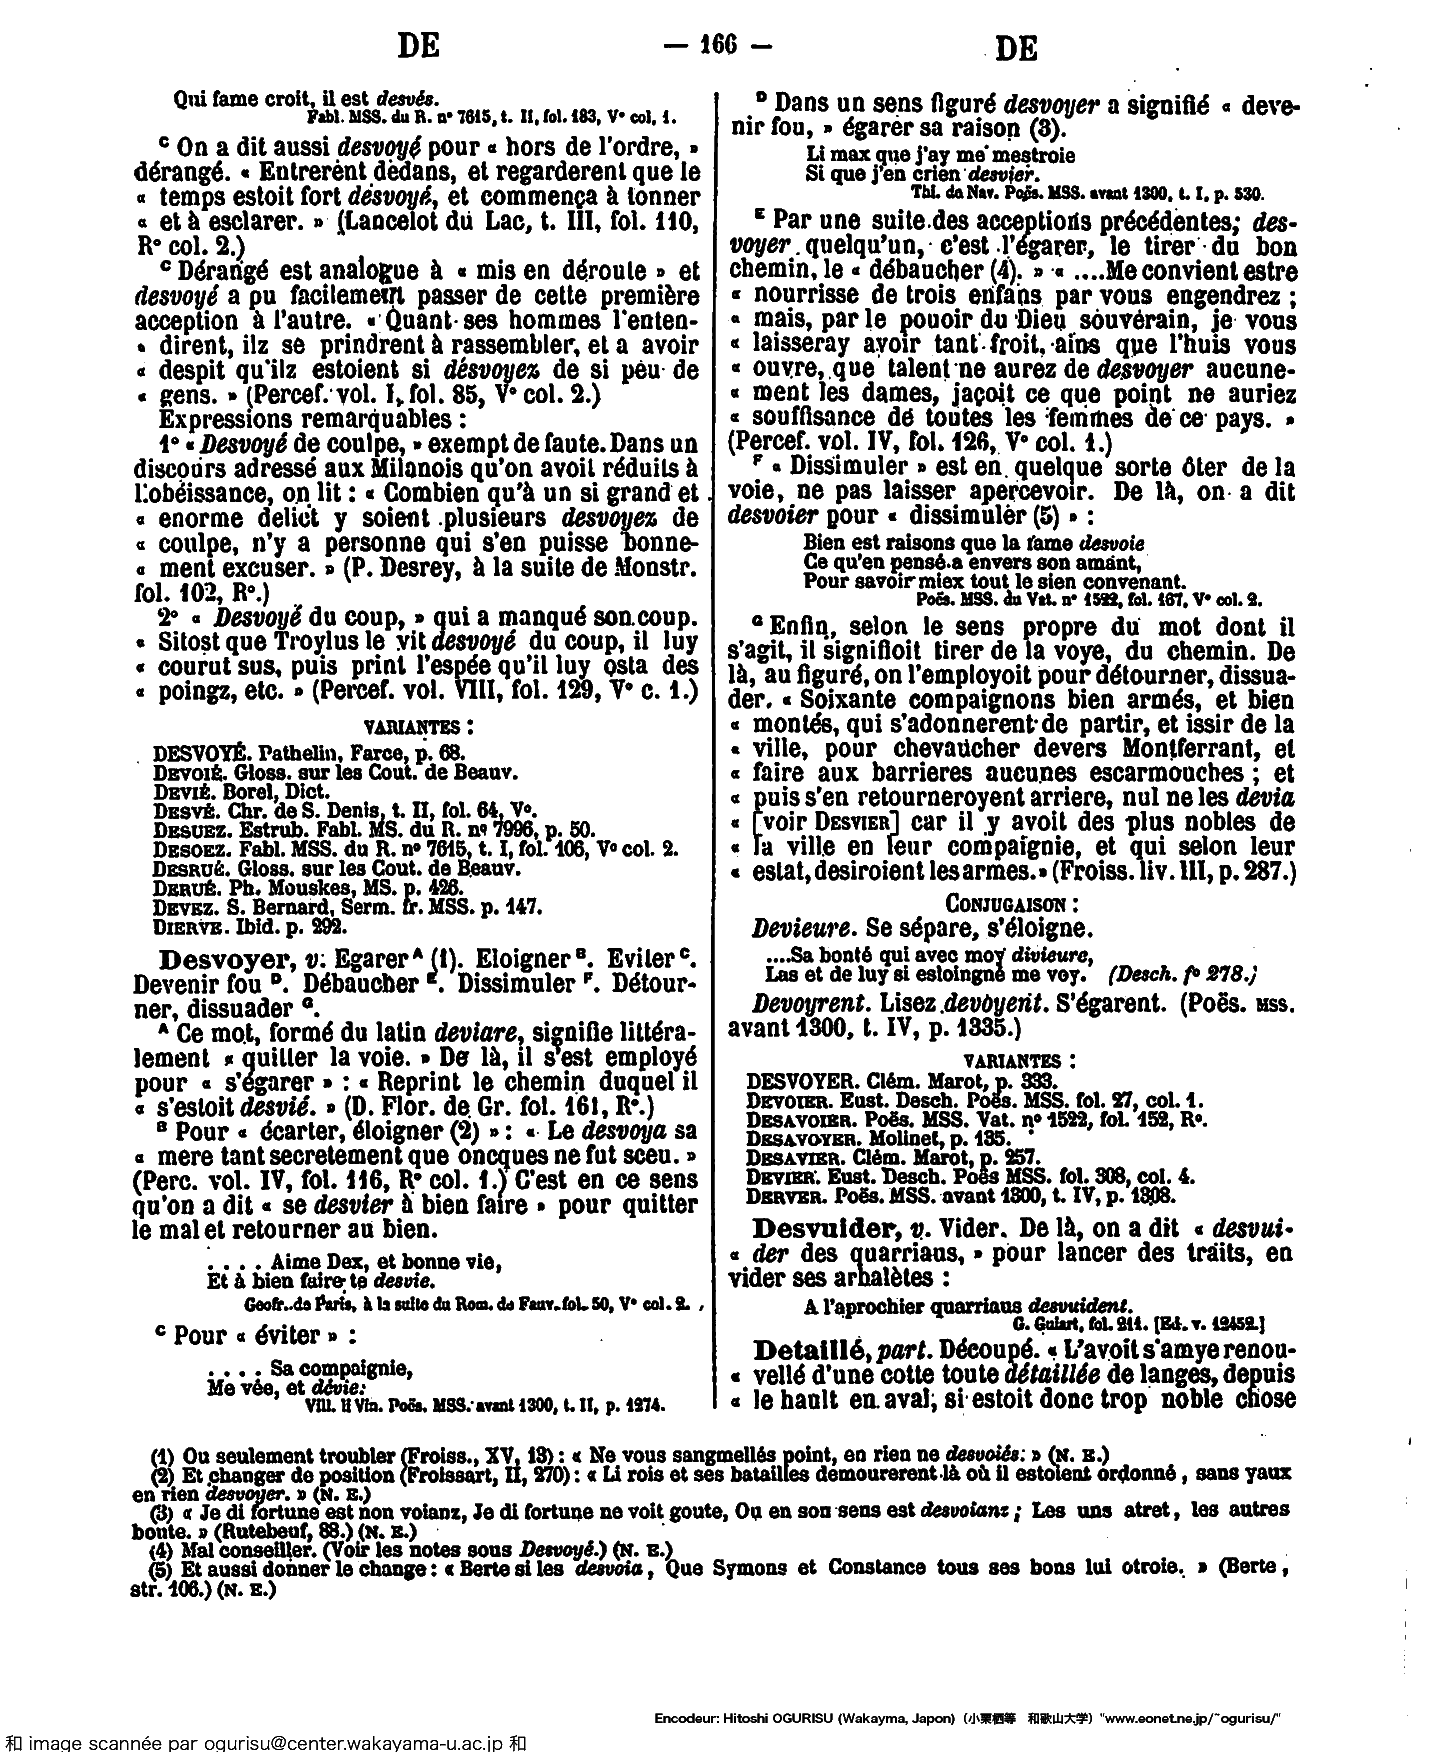 DE
— 166 —
DE
Qui fame croit, il est desvés.
Fabl. MSS. du R. nº 7615, t. II, fol. 183, Vº col. 1.
C On a dit aussi desvoyé pour « hors de l'ordre, »
dérangé. « Entrerent dedans, et regarderent que le
« temps estoit fort desvoyé, et commença à tonner
« et à esclarer. » (Lancelot du Lac, t. III, fol. 110,
Rº col. 2.)
C Dérangé est analogue à « mis en déroute » et
desvoyé a pu facilement passer de cette première
acception à l'autre. « Quant ses hommes l'enten-
« dirent, ilz se prindrent à rassembler, et a avoir
« despit qu'ilz estoient si desvoyez de si peu de
« gens. » (Percef. vol. I, fol. 85, Vº col. 2.)
Expressions remarquables :
1º « Desvoyé de coulpe, » exempt de faute. Dans un
discours adressé aux Milanois qu'on avoit réduits à
l'obéissance, on lit : « Combien qu'à un si grand et
« enorme delict y soient plusieurs desvoyez de
« coulpe, n'y a personne qui s'en puisse bonne-
« ment excuser. » (P. Desrey, à la suite de Monstr.
fol. 102, Rº.)
2º « Desvoyé du coup, » qui a manqué son coup.
« Sitost que Troylus le vit desvoyé du coup, il luy
« courut sus, puis print l'espée qu'il luy osta des
« poingz, etc. » (Percef. vol. VIII, fol. 129, Vº c. 1.)
VARIANTES :
DESVOYÉ. Pathelin, Farce, p. 68.
DEVOIÉ. Gloss. sur les Cout. de Beauv.
DEVIÉ. Borel, Dict.
DESVÉ. Chr. de S. Denis, t. II, fol. 64, Vº.
DESUEZ. Estrub. Fabl. MS. du R. nº 7996, p. 50.
DESOEZ. Fabl. MSS. du R. nº 7615, t. I, fol. 106, Vº col. 2.
DESRUÉ. Gloss. sur les Cout. de Beauv.
DERUÉ. Ph. Mouskes, MS. p. 426.
DEVEZ. S. Bernard, Serm. fr. MSS. p. 147.
DIERVE. Ibid. p. 292.
Desvoyer, v. Egarer A (1). Eloigner B. Eviter C.
Devenir fou D. Débaucher E. Dissimuler F. Détour-
ner, dissuader G.
A Ce mot, formé du latin deviare, signifie littéra-
lement « quitter la voie. » De là, il s'est employé
pour « s'égarer » : « Reprint le chemin duquel il
« s'estoit desvié. » (D. Flor. de Gr. fol. 161, Rº.)
B Pour « écarter, éloigner (2) » : « Le desvoya sa
« mere tant secretement que oncques ne fut sceu. »
(Perc. vol. IV, fol. 116, Rº col. 1.) C'est en ce sens
qu'on a dit « se desvier à bien faire » pour quitter
le mal et retourner au bien.
. . . . Aime Dex, et bonne vie,
Et à bien faire te desvie.
Geofr. de Paris, à la suite du Rom. de Fauv. fol. 50, Vº col. 2.
C Pour « éviter » :
. . . . Sa compaignie,
Me vée, et dévie.
Vill. li Vin. Poës. MSS. avant 1300, t. II, p. 1274.
D Dans un sens figuré desvoyer a signifié « deve-
nir fou, » égarer sa raison (3).
Li max que j'ay me mestroie
Si que j'en crien desvier.
Thi. de Nav. Poës. MSS. avant 1300, t. I, p. 530.
E Par une suite des acceptions précédentes, des-
voyer quelqu'un, c'est l'égarer, le tirer du bon
chemin, le « débaucher (4). » « ....Me convient estre
« nourrisse de trois enfans par vous engendrez ;
« mais, par le pouoir du Dieu souverain, je vous
« laisseray avoir tant froit, ains que l'huis vous
« ouvre, que talent ne aurez de desvoyer aucune-
« ment les dames, jaçoit ce que point ne auriez
« souffisance de toutes les femmes de ce pays. »
(Percef. vol. IV, fol. 126, Vº col. 1.)
F « Dissimuler » est en quelque sorte ôter de la
voie, ne pas laisser apercevoir. De là, on a dit
desvoier pour « dissimuler (5) » :
Bien est raisons que la fame desvoie
Ce qu'en pensé a envers son amant,
Pour savoir miex tout le sien convenant.
Poës. MSS. du Vat. nº 1522, fol. 167, Vº col. 2.
G Enfin, selon le sens propre du mot dont il
s'agit, il signifioit tirer de la voye, du chemin. De
là, au figuré, on l'employoit pour détourner, dissua-
der. « Soixante compaignons bien armés, et bien
« montés, qui s'adonnerent de partir, et issir de la
« ville, pour chevaucher devers Montferrant, et
« faire aux barrieres aucunes escarmouches ; et
« puis s'en retourneroyent arriere, nul ne les devia
« [voir DESVIER] car il y avoit des plus nobles de
« la ville en leur compaignie, et qui selon leur
« estat, desiroient les armes. » (Froiss. liv. III, p. 287.)
CONJUGAISON :
Devieure. Se sépare, s'éloigne.
....Sa bonté qui avec moy divieure,
Las et de luy si estoingne me voy. (Desch. fº 278.)
Devoyrent. Lisez devoyent. S'égarent. (Poës. MSS.
avant 1300, t. IV, p. 1335.)
VARIANTES :
DESVOYER. Clém. Marot, p. 333.
DEVOIER. Eust. Desch. Poës. MSS. fol. 27, col. 1.
DESAVOIER. Poës. MSS. Vat. nº 1522, fol. 152, Rº.
DESAVOYER. Molinet, p. 135.
DESAVIER. Clém. Marot, p. 257.
DEVIER. Eust. Desch. Poës MSS. fol. 308, col. 4.
DERVER. Poës. MSS. avant 1300, t. IV, p. 1308.
Desvuider, v. Vider. De là, on a dit « desvui-
« der des quarriaus, » pour lancer des traits, en
vider ses arbalètes :
A l'aprochier quarriaus desvuident.
G. Guiart, fol. 211. [Ed. v. 12452.]
Detaillé, part. Découpé. « L'avoit s'amye renou-
« vellé d'une cotte toute détaillée de langes, depuis
« le hault en aval, si estoit donc trop noble chose
(1) Ou seulement troubler (Froiss., XV, 13) : « Ne vous sangmellés point, en rien ne desvoiés. » (N. E.)
(2) Et changer de position (Froissart, II, 270) : « Li rois et ses batailles demourerent là où il estoient ordonné, sans yaux
en rien desvoyer. » (N. E.)
(3) « Je di fortune est non voianz, Je di fortune ne voit goute, Ou en son sens est desvoianz ; Les uns atret, les autres
boute. » (Rutebeuf, 88.) (N. E.)
(4) Mal conseiller. (Voir les notes sous Desvoyé.) (N. E.)
(5) Et aussi donner le change : « Berte si les desvoia, Que Symons et Constance tous ses bons lui otroie. » (Berte,
str. 106.) (N. E.)
Encodeur: Hitoshi OGURISU (Wakayma, Japon) (小栗栖等 和歌山大学) "www.eonet.ne.jp/~ogurisu/"
和 image scannée par ogurisu@center.wakayama-u.ac.jp 和